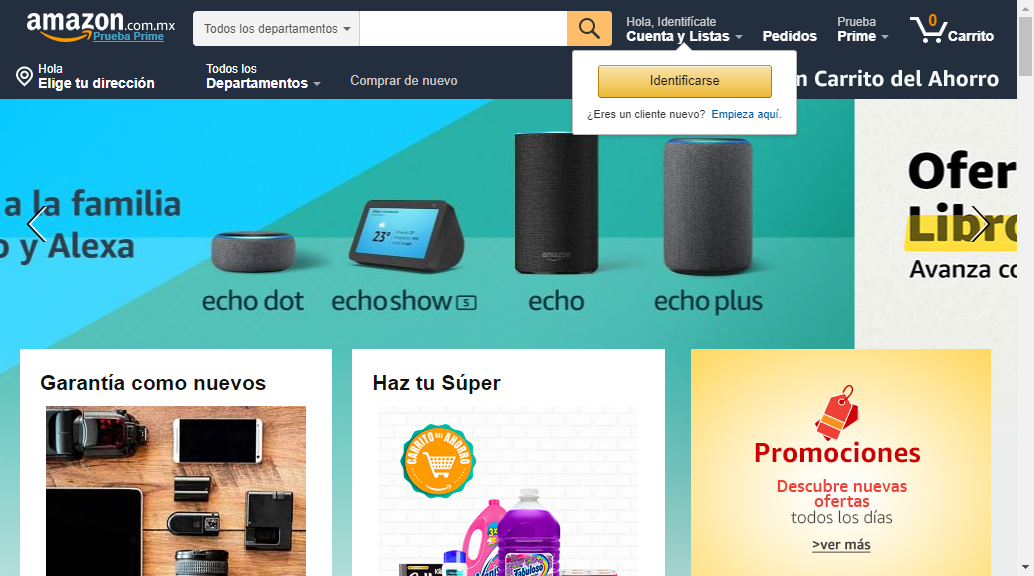 amazon.com.mx
Prueba Prime
Todos los departamentos
Hola, Identifícate
Cuenta y Listas
Pedidos
Prueba
Prime
0
Carrito
Hola
Elige tu dirección
Todos los
Departamentos
Comprar de nuevo
n Carrito del Ahorro
Identificarse
¿Eres un cliente nuevo? Empieza aquí.
a la familia
o y Alexa
23°
amazon
echo dot
echo show 5
echo
echo plus
Ofer
Libro
Avanza co
Garantía como nuevos
Haz tu Súper
CARRITO DEL AHORRO
3x
Fabuloso
Promociones
Descubre nuevas
ofertas
todos los días
>ver más